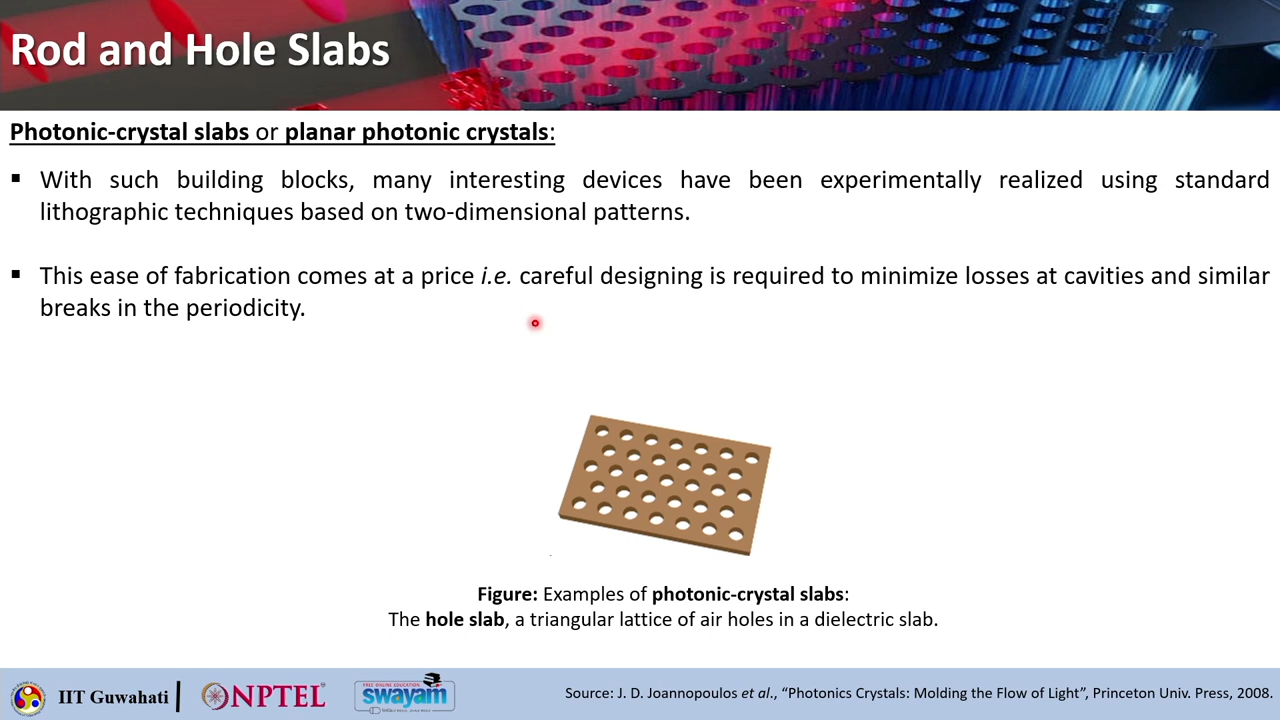 Rod and Hole Slabs
Photonic-crystal slabs or planar photonic crystals:
▪ With such building blocks, many interesting devices have been experimentally realized using standard
lithographic techniques based on two-dimensional patterns.
▪ This ease of fabrication comes at a price i.e. careful designing is required to minimize losses at cavities and similar
breaks in the periodicity.
Figure: Examples of photonic-crystal slabs:
The hole slab, a triangular lattice of air holes in a dielectric slab.
IIT Guwahati
NPTEL
FREE ONLINE EDUCATION
swayam
Source: J. D. Joannopoulos et al., “Photonics Crystals: Molding the Flow of Light”, Princeton Univ. Press, 2008.